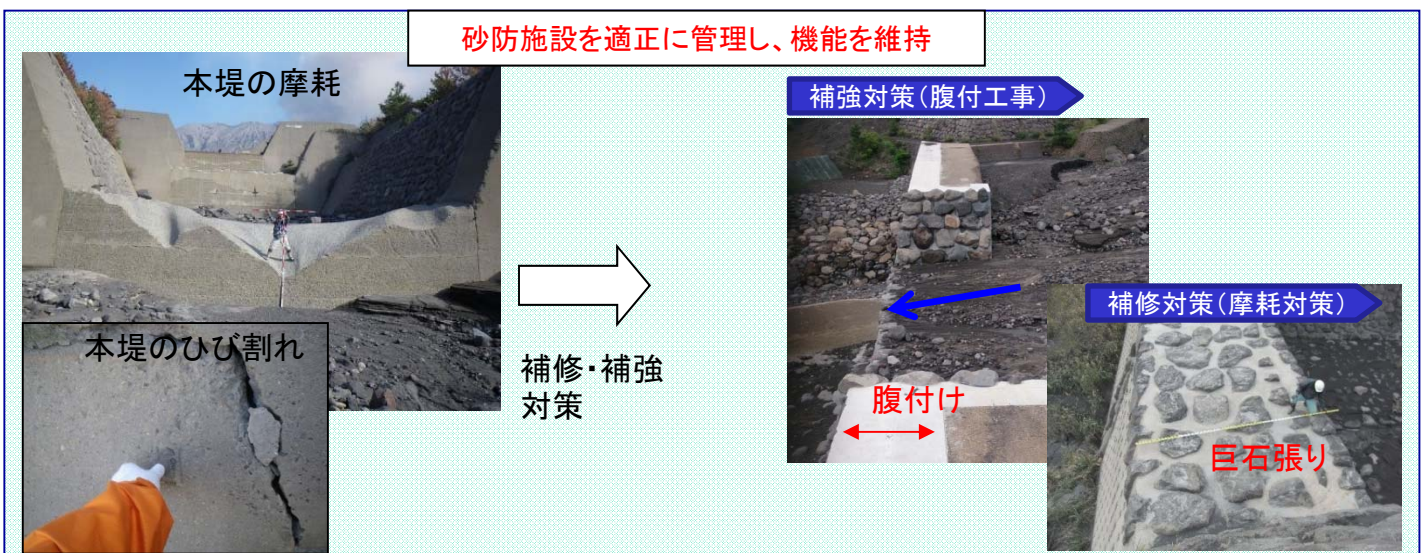 砂防施設を適正に管理し、機能を維持
本堤の摩耗
本堤のひび割れ
補修・補強
対策
補強対策(腹付工事)
腹付け
補修対策(摩耗対策)
巨石張り